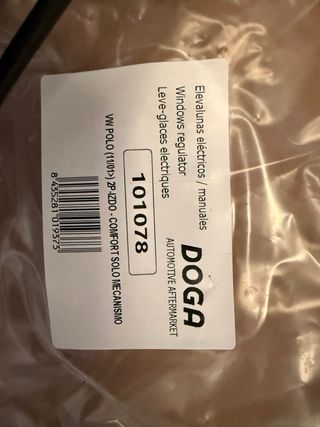 Elevalunas eléctricos / manuales
Windows regulator
Leve-glaces electriques
DOGA
AUTOMOTIVE AFTERMARKET
101078
VW POLO (11/01>) 2P-IZDO - COMFORT SOLO MECANISMO
8 435281 019373